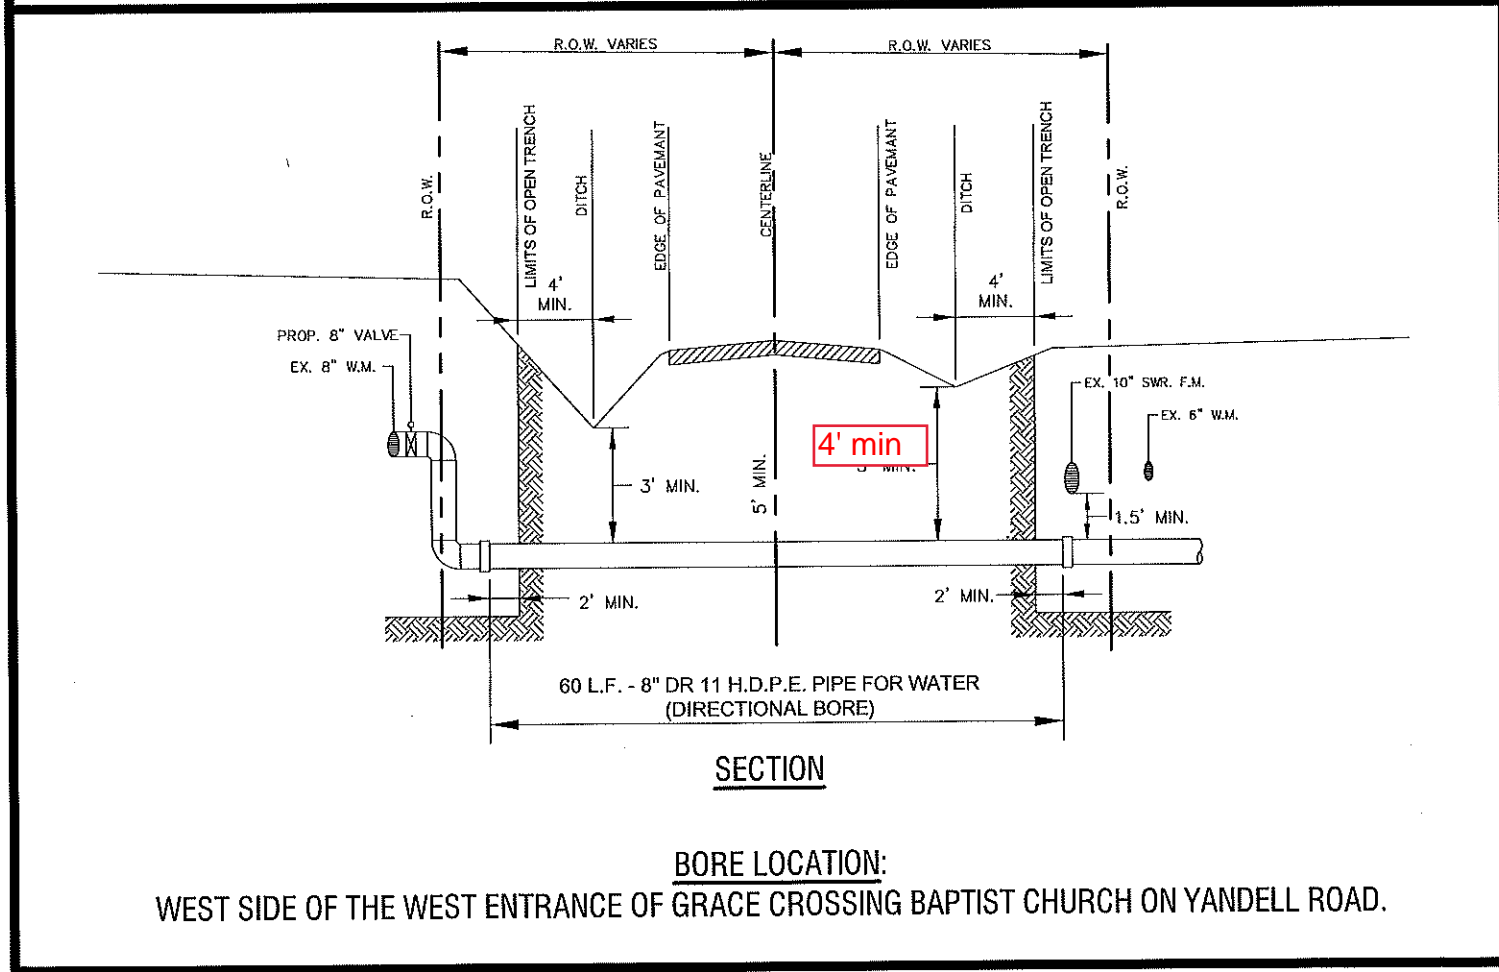 R.O.W. VARIES
R.O.W. VARIES
R.O.W.
LIMITS OF OPEN TRENCH
DITCH
EDGE OF PAVEMANT
CENTERLINE
EDGE OF PAVEMANT
DITCH
LIMITS OF OPEN TRENCH
R.O.W.
4'
MIN.
4'
MIN.
PROP. 8" VALVE
EX. 8" W.M.
EX. 10" SWR. F.M.
EX. 6" W.M.
4' min
MIN.
3' MIN.
5' MIN.
1.5' MIN.
2' MIN.
2' MIN.
60 L.F. - 8" DR 11 H.D.P.E. PIPE FOR WATER
(DIRECTIONAL BORE)
SECTION
BORE LOCATION:
WEST SIDE OF THE WEST ENTRANCE OF GRACE CROSSING BAPTIST CHURCH ON YANDELL ROAD.